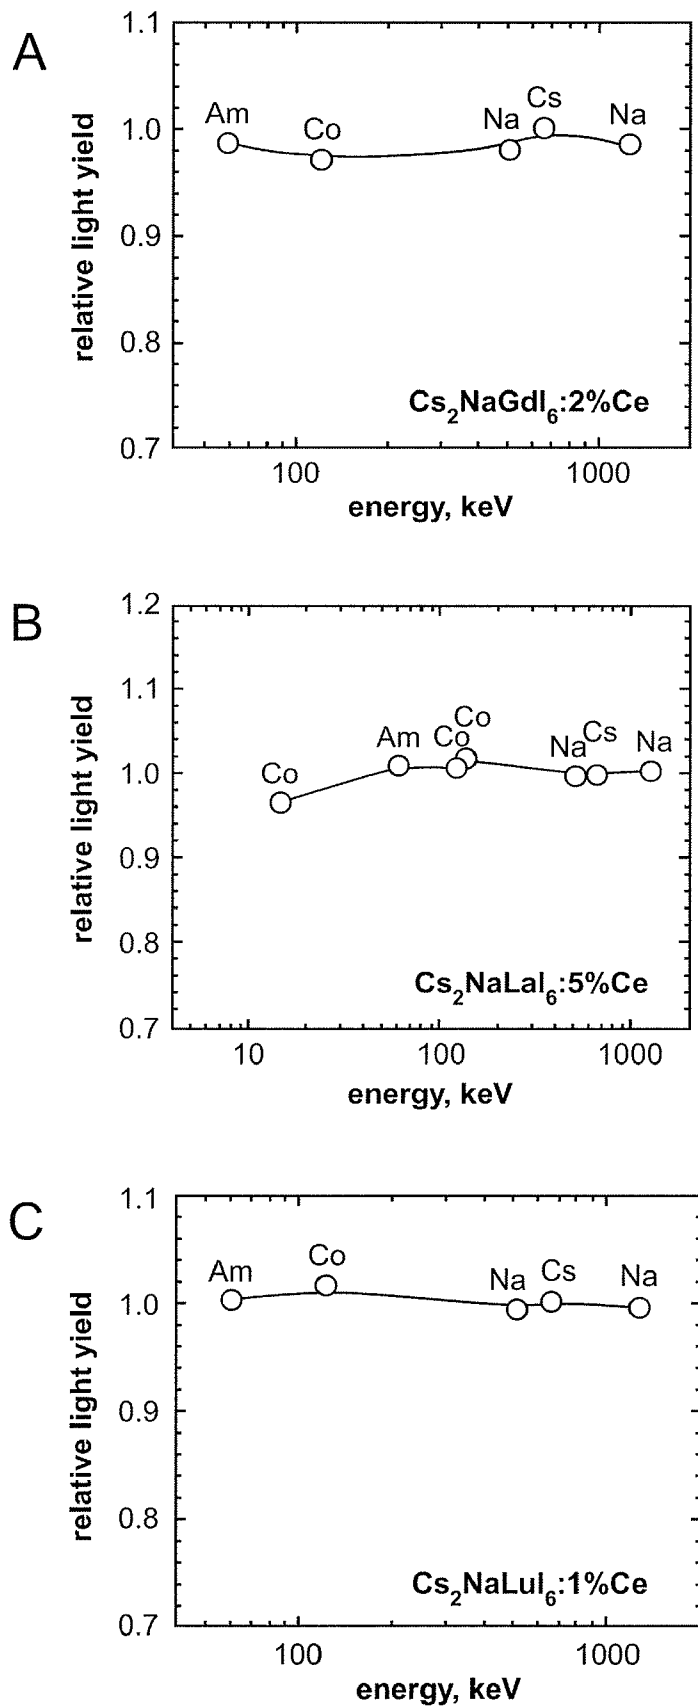 A
1.1
Am
Co
Na
Cs
Na
1.0
0.9
0.8
0.7
relative light yield
Cs₂NaGdI₆:2%Ce
100
1000
energy, keV
B
1.2
1.1
Co
Am
Co
Co
Na
Cs
Na
1.0
0.9
0.8
0.7
relative light yield
Cs₂NaLaI₆:5%Ce
10
100
1000
energy, keV
C
1.1
Am
Co
Na
Cs
Na
1.0
0.9
0.8
0.7
relative light yield
Cs₂NaLuI₆:1%Ce
100
1000
energy, keV